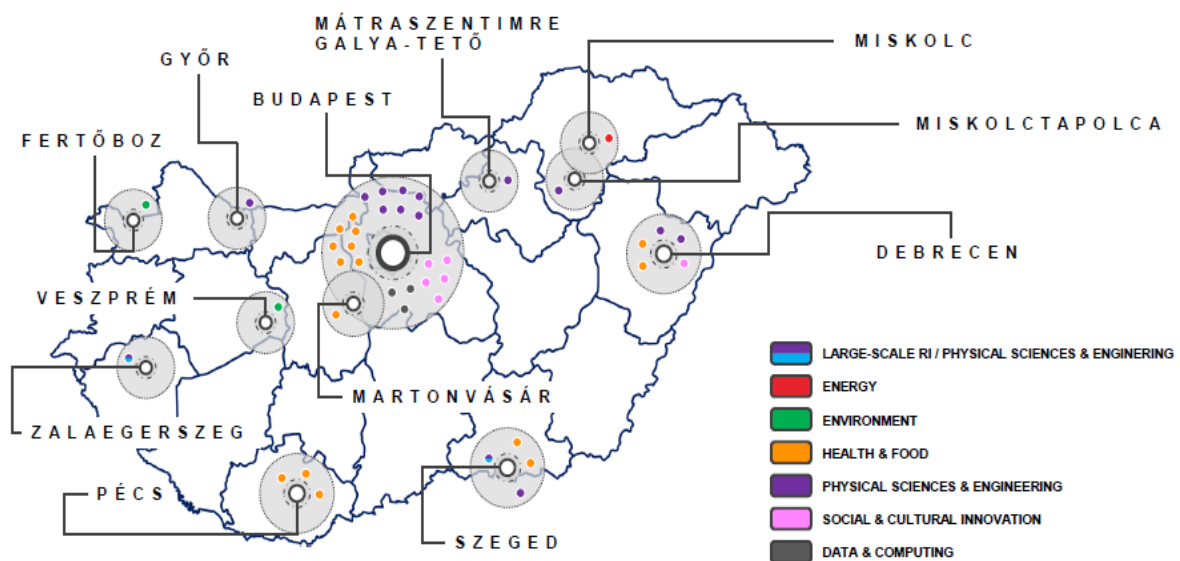 MÁTRASZENTIMRE
GALYA-TETŐ
MISKOLC
GYŐR
BUDAPEST
MISKOLCTAPOLCA
FERTŐBOZ
DEBRECEN
VESZPRÉM
MARTONVÁSÁR
ZALAEGERSZEG
PÉCS
SZEGED
LARGE-SCALE RI / PHYSICAL SCIENCES & ENGINERING
ENERGY
ENVIRONMENT
HEALTH & FOOD
PHYSICAL SCIENCES & ENGINEERING
SOCIAL & CULTURAL INNOVATION
DATA & COMPUTING